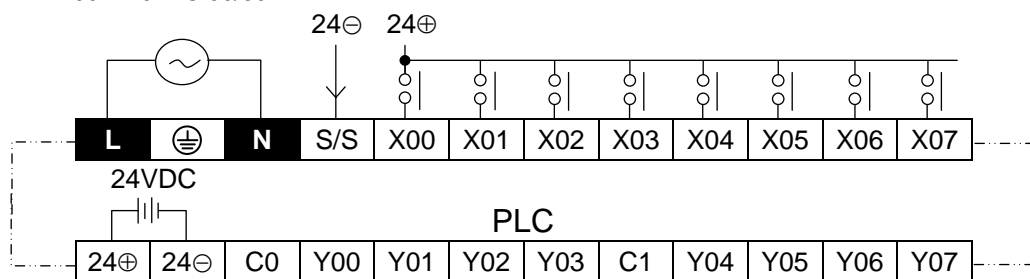 24⊖ 24⊕
L N S/S X00 X01 X02 X03 X04 X05 X06 X07
24VDC
PLC
24⊕ 24⊖ C0 Y00 Y01 Y02 Y03 C1 Y04 Y05 Y06 Y07